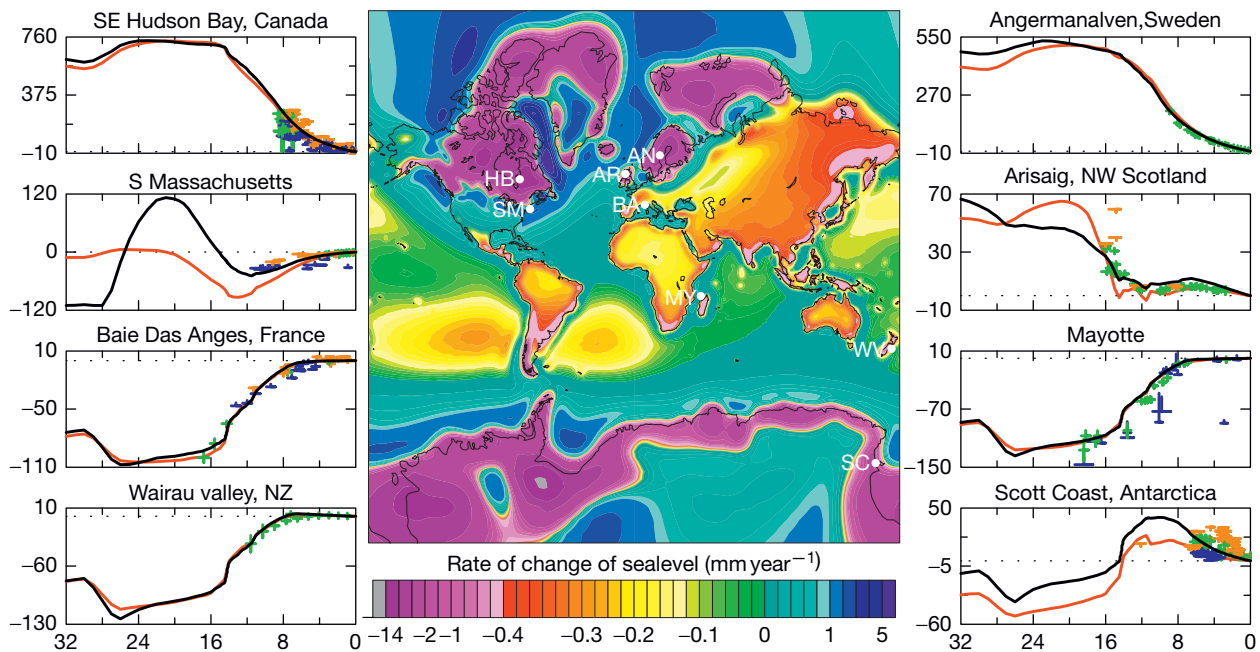 SE Hudson Bay, Canada
760
375
−10
S Massachusetts
120
0
−120
Baie Das Anges, France
10
−50
−110
Wairau valley, NZ
10
−60
−130
32 24 16 8 0
HB
SM
AN
AR
BA
MY
WV
SC
Rate of change of sealevel (mm year−1)
−14 −2 −1 −0.4 −0.3 −0.2 −0.1 0 1 5
Angermanalven,Sweden
550
270
−10
Arisaig, NW Scotland
70
30
−10
Mayotte
10
−70
−150
Scott Coast, Antarctica
50
−5
−60
32 24 16 8 0